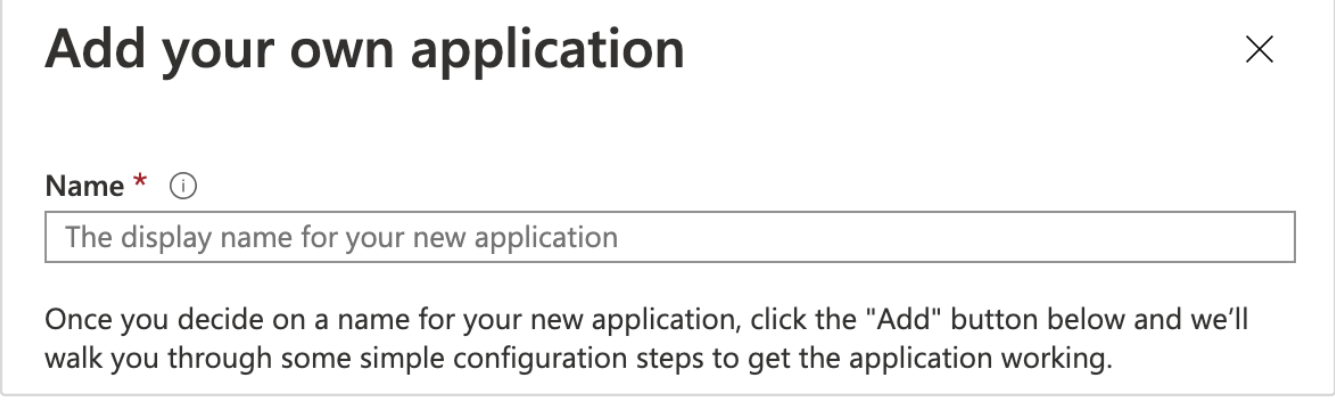 Add your own application
Name *
The display name for your new application
Once you decide on a name for your new application, click the "Add" button below and we’ll
walk you through some simple configuration steps to get the application working.